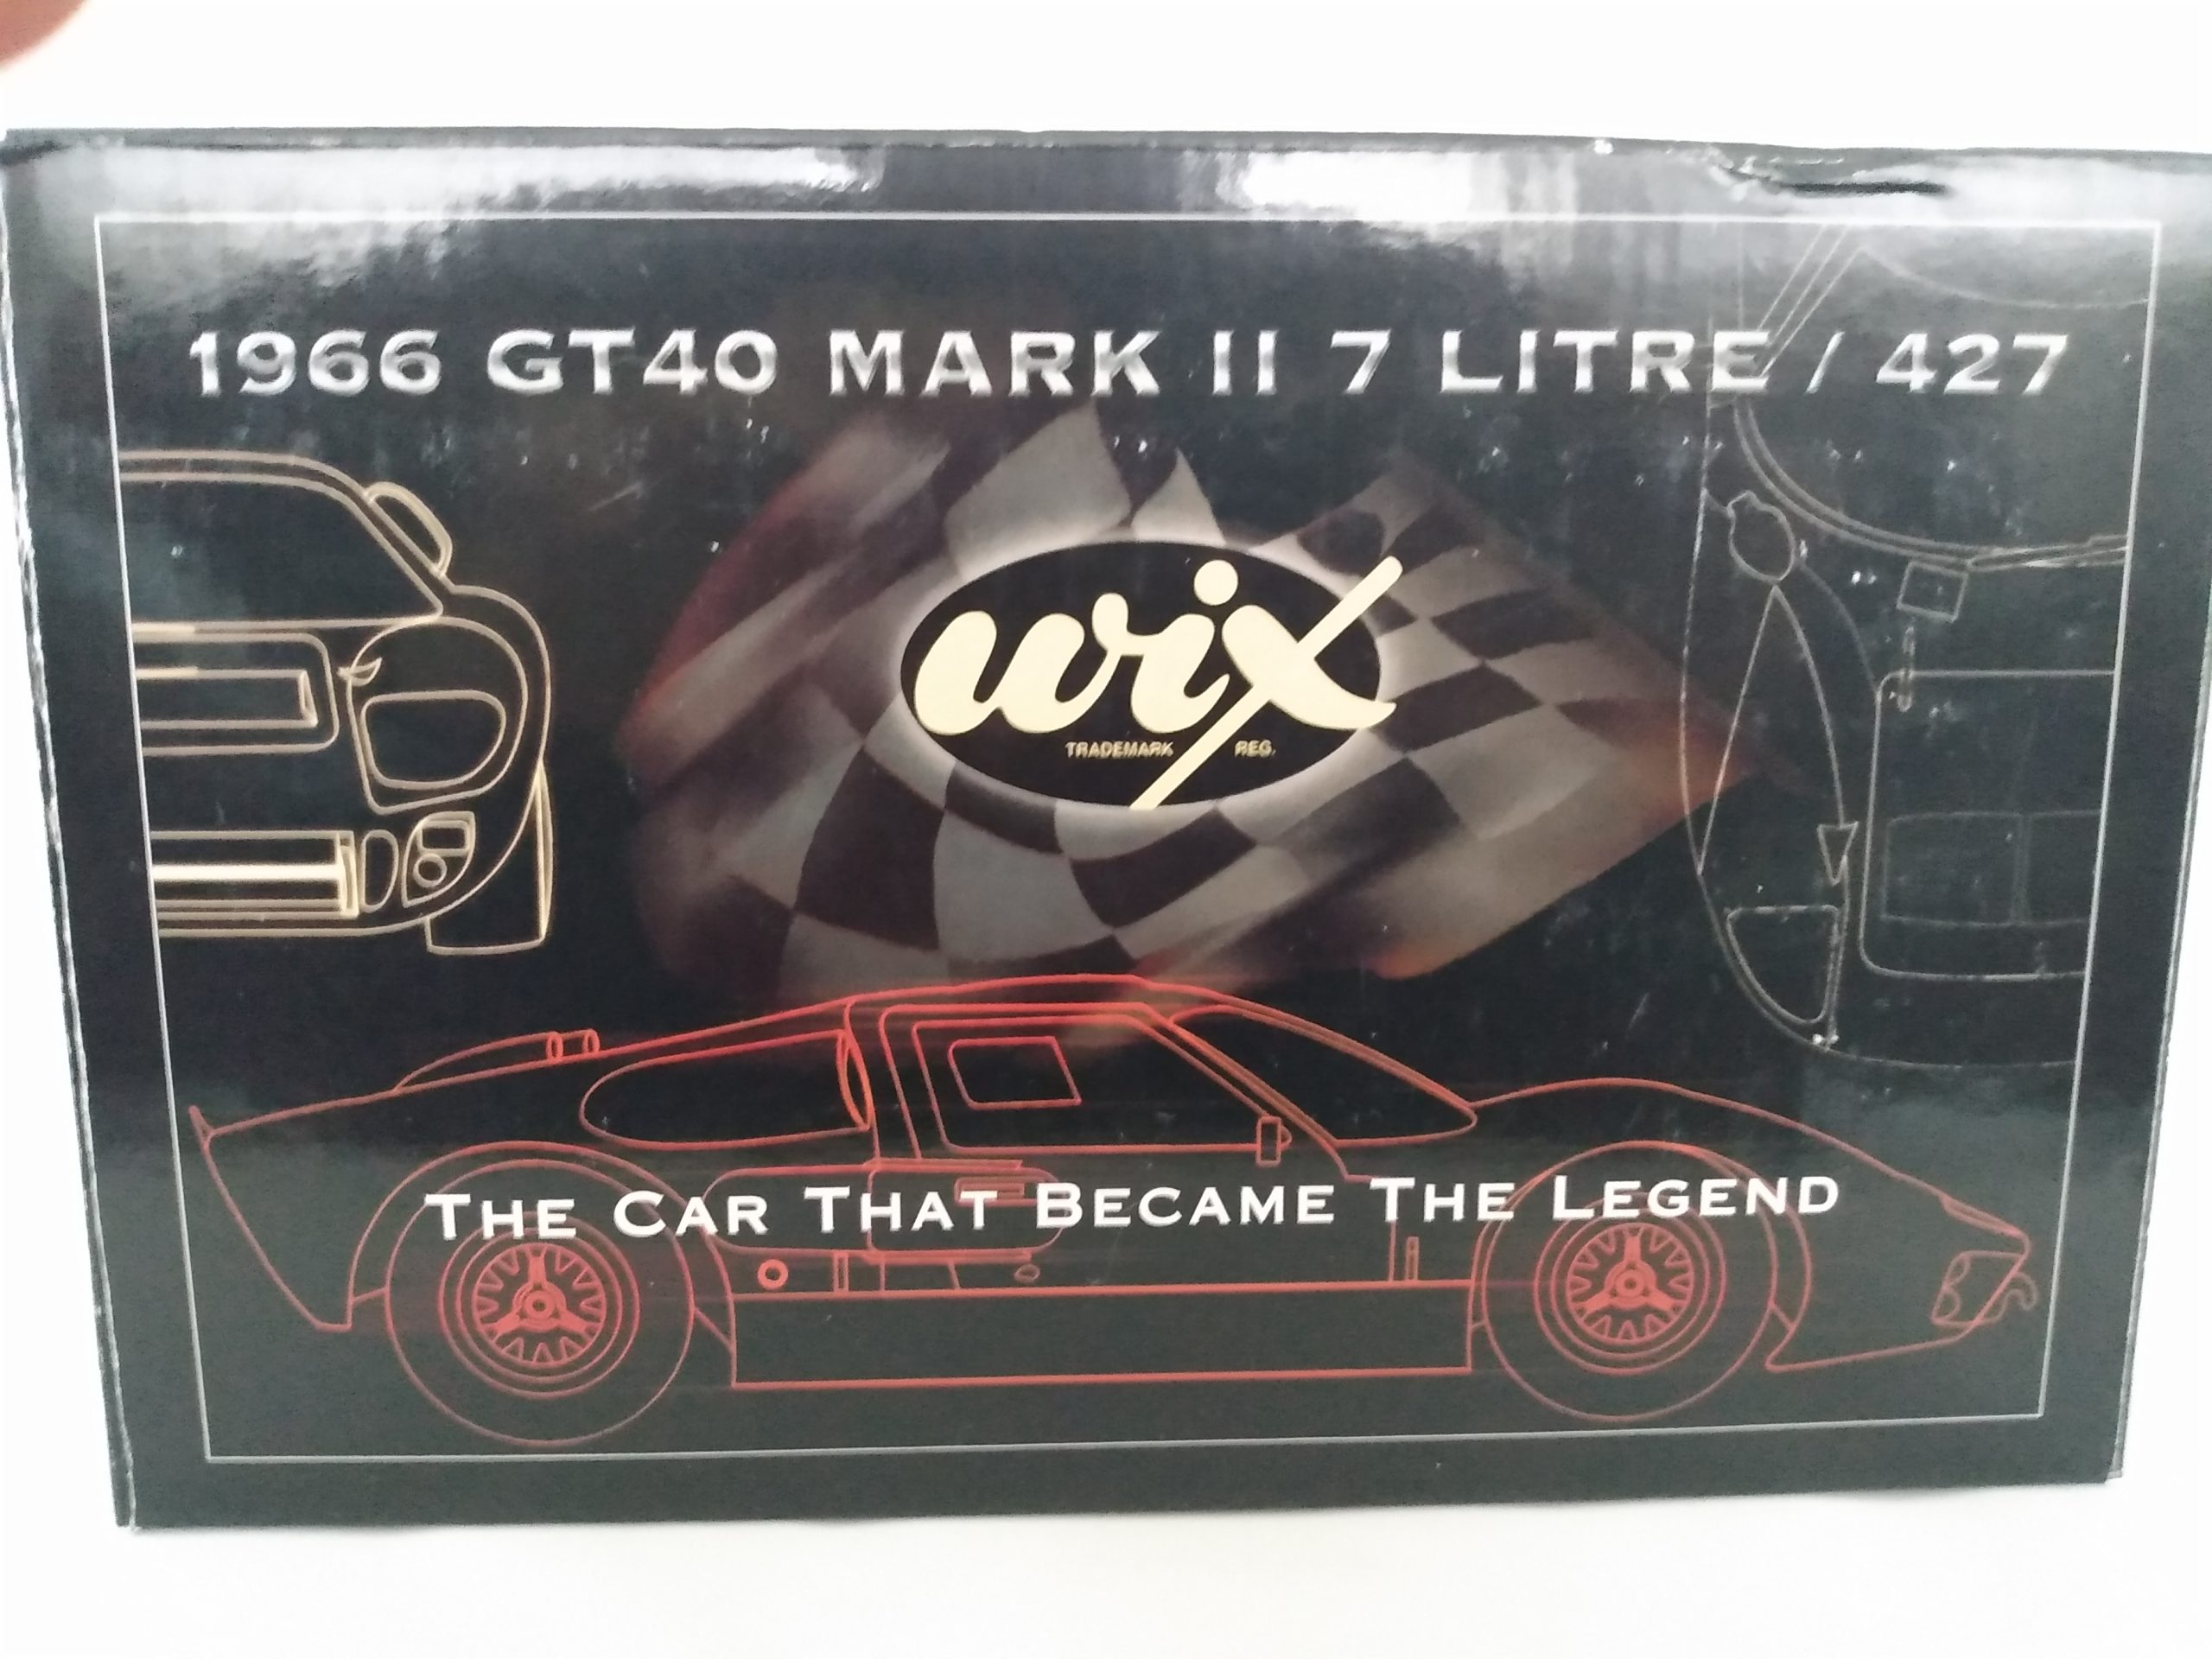 1966 GT40 MARK II 7 LITRE / 427
wix
TRADEMARK REG.
THE CAR THAT BECAME THE LEGEND